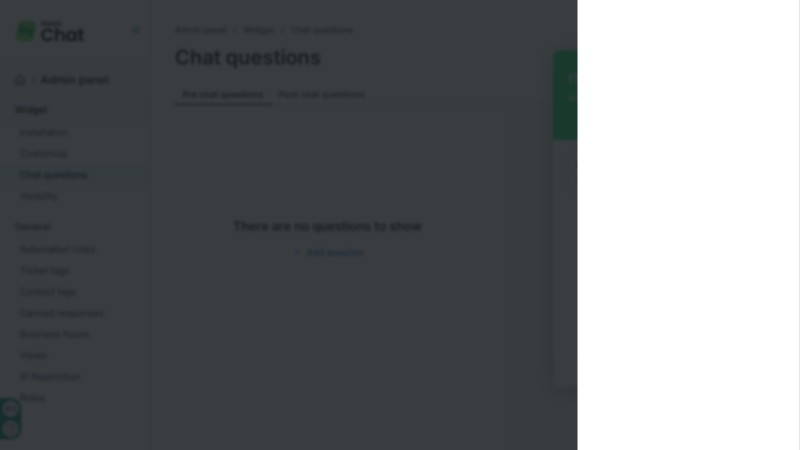 Chat
Admin panel / Widget / Chat questions
Chat questions
/ Admin panel
Pre chat questions
Post chat questions
Widget
Installation
Customise
Chat questions
Visibility
There are no questions to show
General
+ Add question
Automation rules
Ticket tags
Contact tags
Canned responses
Business hours
Views
IP Restriction
Roles